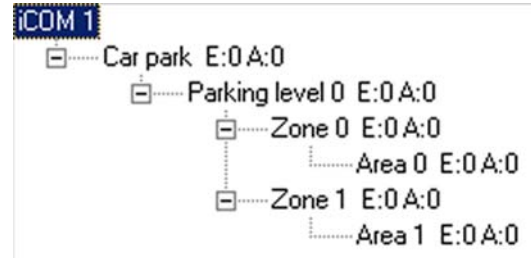 iCOM 1
Car park E:0 A:0
Parking level 0 E:0 A:0
Zone 0 E:0 A:0
Area 0 E:0 A:0
Zone 1 E:0 A:0
Area 1 E:0 A:0